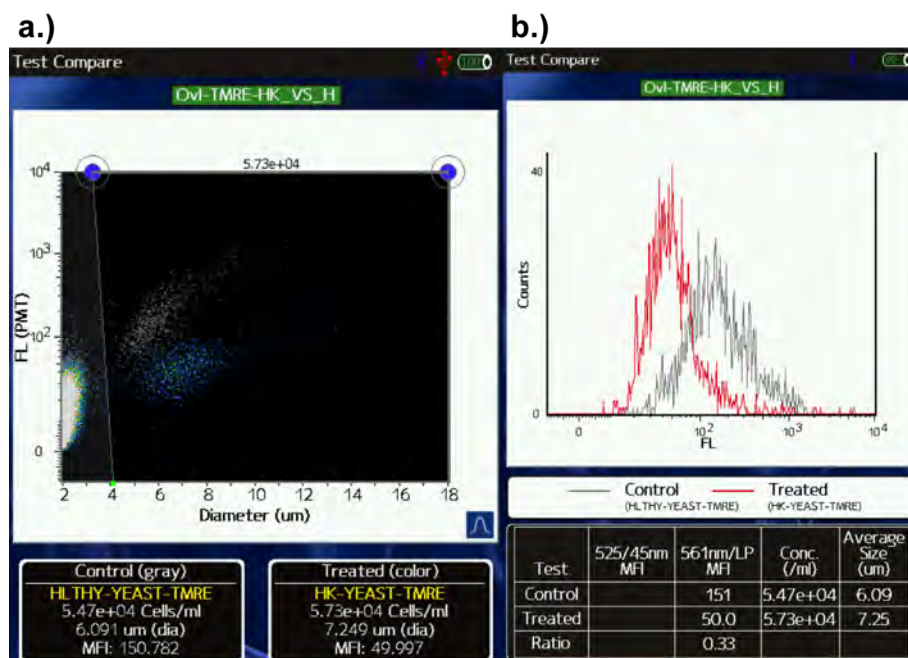 a.)
Test Compare
100
Ovl-TMRE-HK_VS_H
5.73e+04
10⁴
10³
10²
0
FL (PMT)
2 4 6 8 10 12 14 16 18
Diameter (um)
Control (gray)
HLTHY-YEAST-TMRE
5.47e+04 Cells/ml
6.091 um (dia)
MFI: 150.782
Treated (color)
HK-YEAST-TMRE
5.73e+04 Cells/ml
7.249 um (dia)
MFI: 49.997
b.)
Test Compare
Ovl-TMRE-HK_VS_H
40
Counts
0
0 10² 10³ 10⁴
FL
Control
(HLTHY-YEAST-TMRE)
Treated
(HK-YEAST-TMRE)
Test 525/45nm MFI 561nm/LP MFI Conc. (/ml) Average Size (um)
Control 151 5.47e+04 6.09
Treated 50.0 5.73e+04 7.25
Ratio 0.33